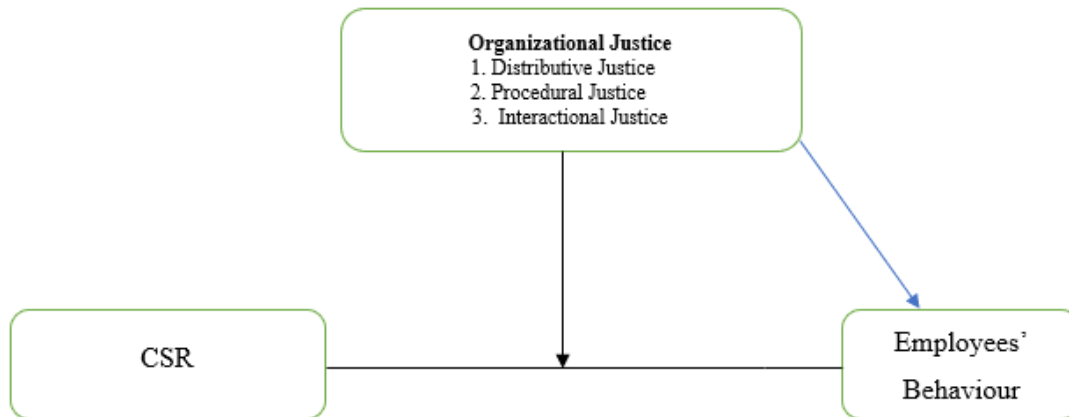 Organizational Justice
1. Distributive Justice
2. Procedural Justice
3. Interactional Justice
CSR
Employees’
Behaviour